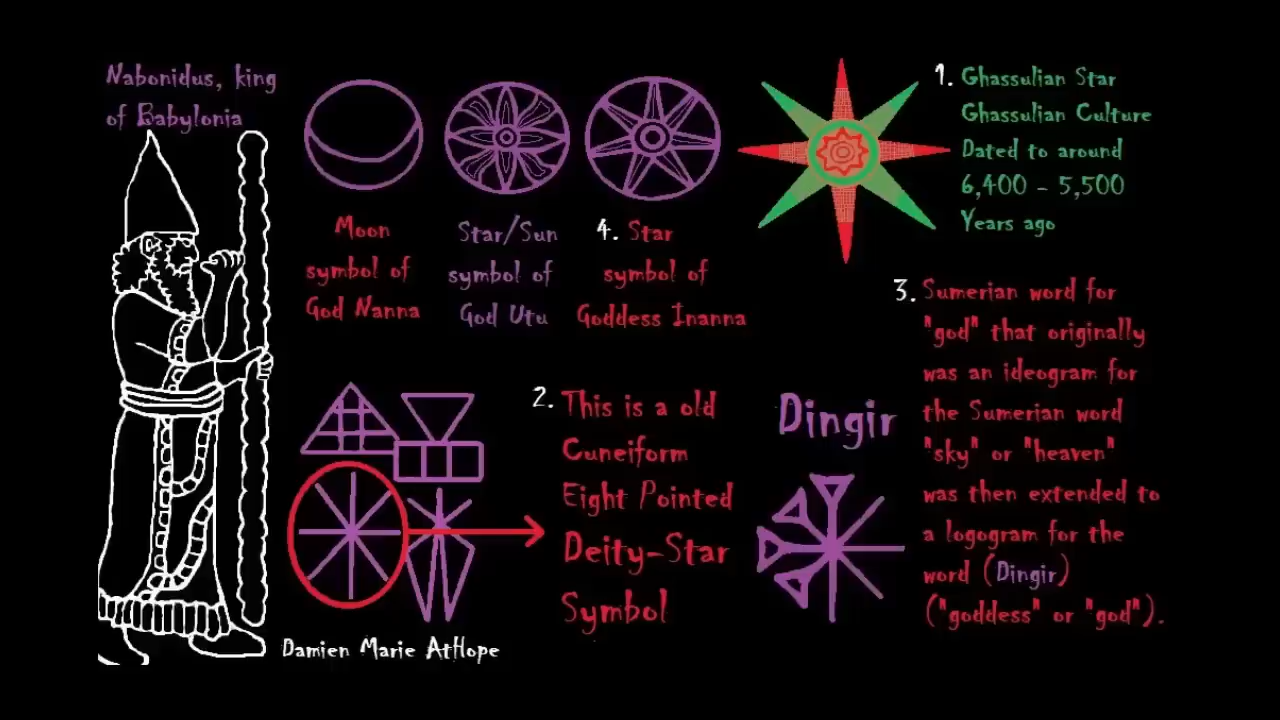 Nabonidus, king
of Babylonia
Moon
symbol of
God Nanna
Star/Sun
symbol of
God Utu
4. Star
symbol of
Goddess Inanna
1. Ghassulian Star
Ghassulian Culture
Dated to around
6,400 - 5,500
Years ago
2. This is a old
Cuneiform
Eight Pointed
Deity-Star
Symbol
Dingir
3. Sumerian word for
"god" that originally
was an ideogram for
the Sumerian word
"sky" or "heaven"
was then extended to
a logogram for the
word (Dingir)
("goddess" or "god").
Damien Marie AtHope